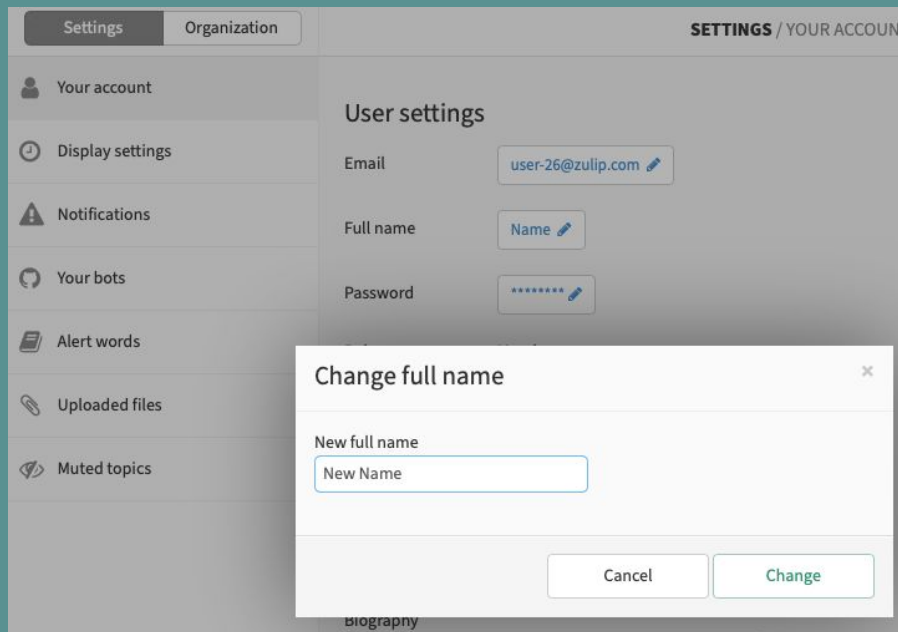 Settings Organization
SETTINGS / YOUR ACCOUN
Your account
Display settings
Notifications
Your bots
Alert words
Uploaded files
Muted topics
User settings
Email user-26@zulip.com
Full name Name
Password ********
Change full name ×
New full name
New Name
Cancel Change
Biography